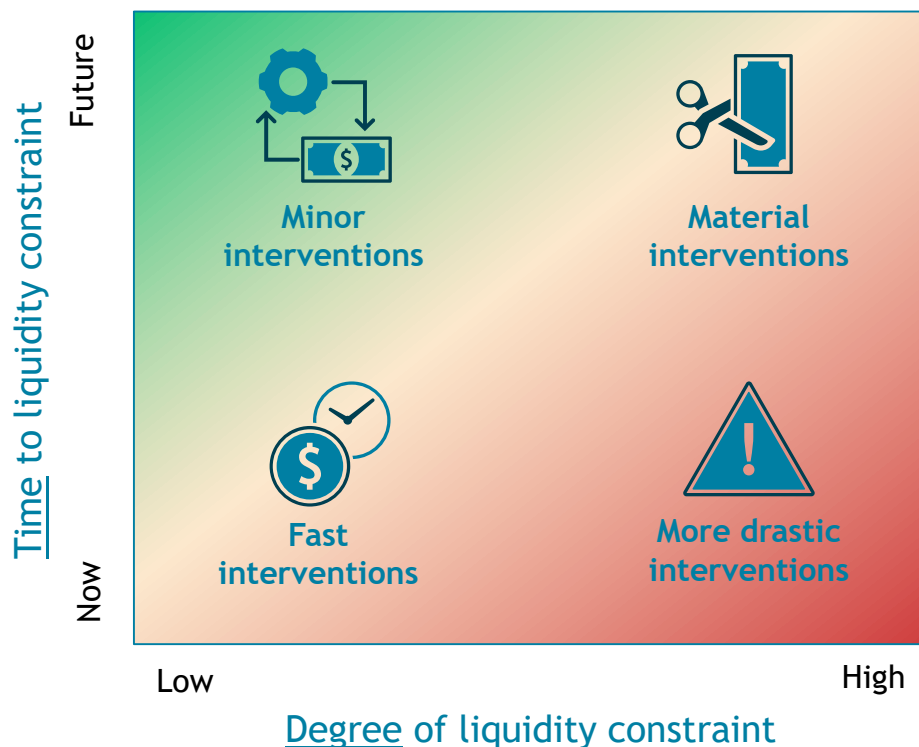 Time to liquidity constraint
Future
Now
$
Minor
interventions
Material
interventions
$
Fast
interventions
!
More drastic
interventions
Low
High
Degree of liquidity constraint